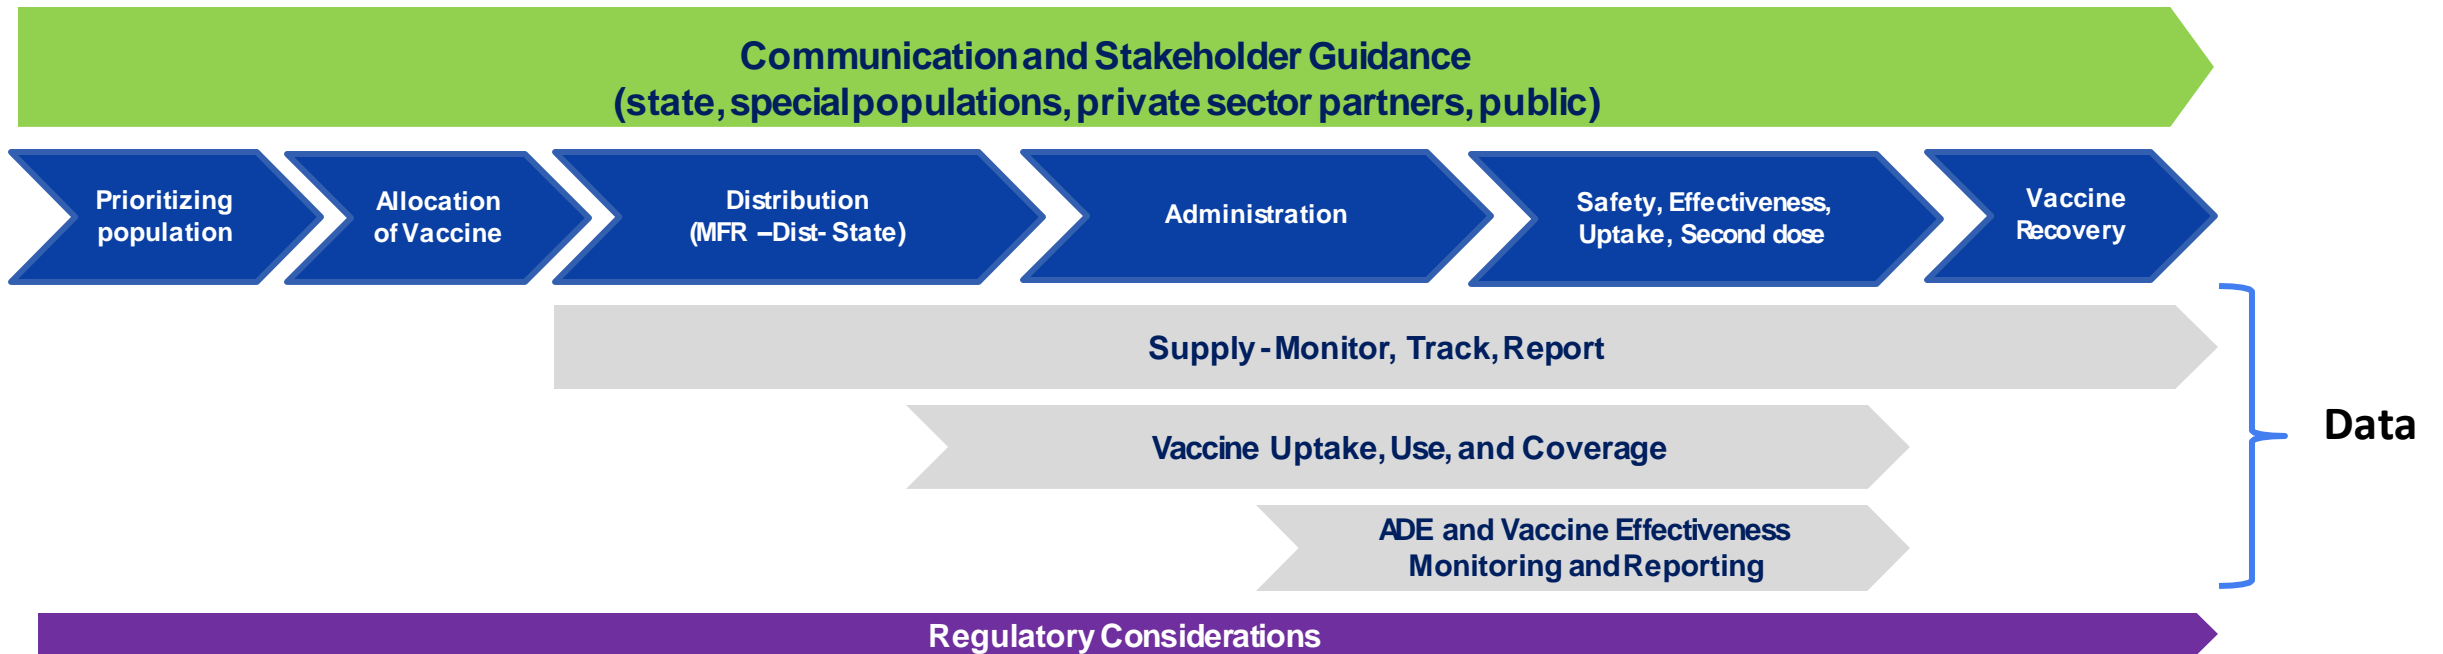 Communication and Stakeholder Guidance
(state, special populations, private sector partners, public)
Prioritizing
population
Allocation
of Vaccine
Distribution
(MFR –Dist- State)
Administration
Safety, Effectiveness,
Uptake, Second dose
Vaccine
Recovery
Supply - Monitor, Track, Report
Vaccine Uptake, Use, and Coverage
Data
ADE and Vaccine Effectiveness
Monitoring and Reporting
Regulatory Considerations